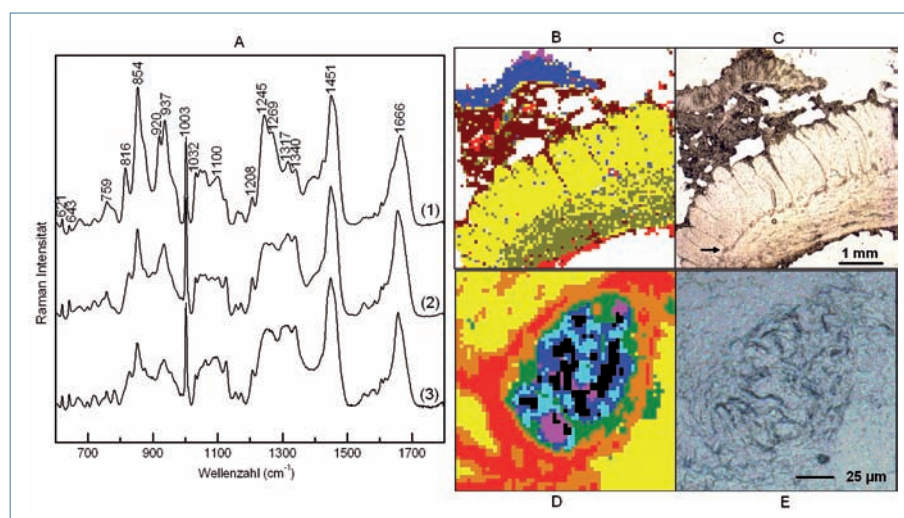 A
B
C
854
1451
937
920
1003
1245
1269
1666
816
1317
1340
1032
1100
1208
759
621
643
(1)
(2)
(3)
Raman Intensität
700
900
1100
1300
1500
1700
Wellenzahl (cm⁻¹)
1 mm
25 µm
D
E